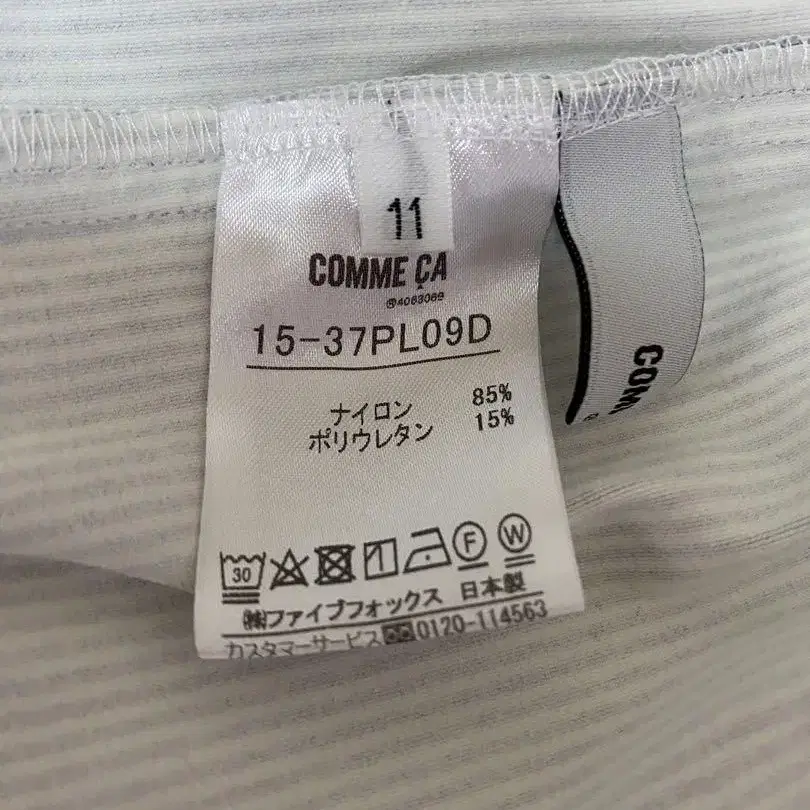 11
COMME ÇA
Ⓢ4063069
15-37PL09D
ナイロン 85%
ポリウレタン 15%
30 F W
㈱ファイブフォックス 日本製
カスタマーサービス 0120-114563
COM